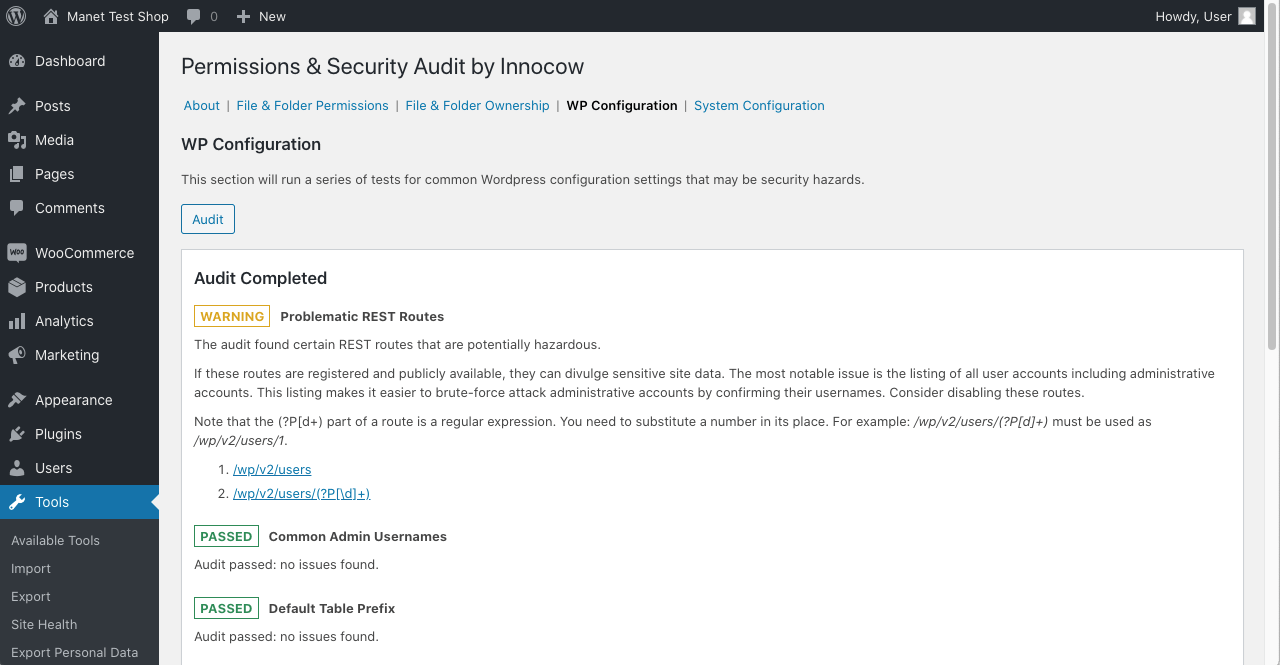 Manet Test Shop 0 New Howdy, User
Dashboard
Posts
Media
Pages
Comments
WOO WooCommerce
Products
Analytics
Marketing
Appearance
Plugins
Users
Tools
Available Tools
Import
Export
Site Health
Export Personal Data
Permissions & Security Audit by Innocow
About | File & Folder Permissions | File & Folder Ownership | WP Configuration | System Configuration
WP Configuration
This section will run a series of tests for common Wordpress configuration settings that may be security hazards.
Audit
Audit Completed
WARNING Problematic REST Routes
The audit found certain REST routes that are potentially hazardous.
If these routes are registered and publicly available, they can divulge sensitive site data. The most notable issue is the listing of all user accounts including administrative
accounts. This listing makes it easier to brute-force attack administrative accounts by confirming their usernames. Consider disabling these routes.
Note that the (?P[d+) part of a route is a regular expression. You need to substitute a number in its place. For example: /wp/v2/users/(?P[d]+) must be used as
/wp/v2/users/1.
1. /wp/v2/users
2. /wp/v2/users/(?P[\d]+)
PASSED Common Admin Usernames
Audit passed: no issues found.
PASSED Default Table Prefix
Audit passed: no issues found.